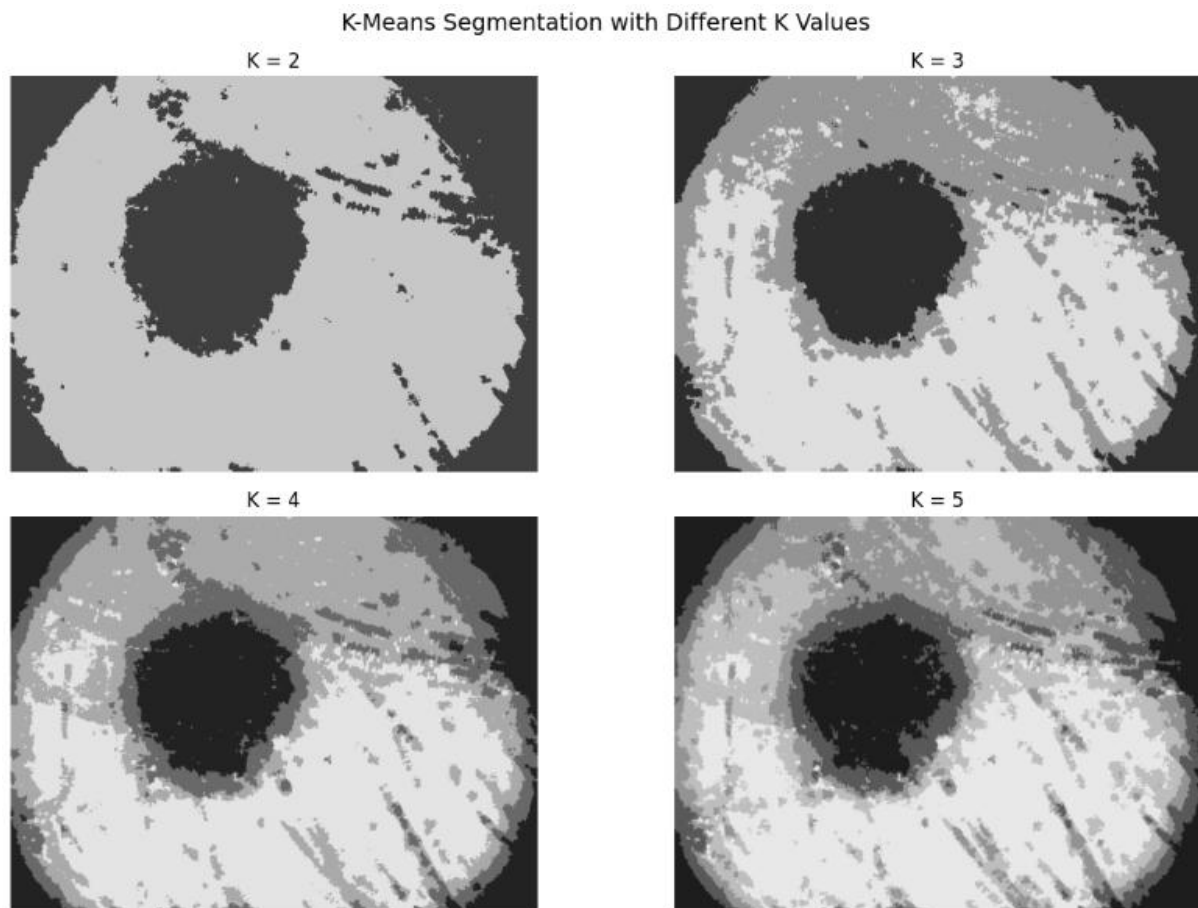 K-Means Segmentation with Different K Values
K = 2
K = 3
K = 4
K = 5